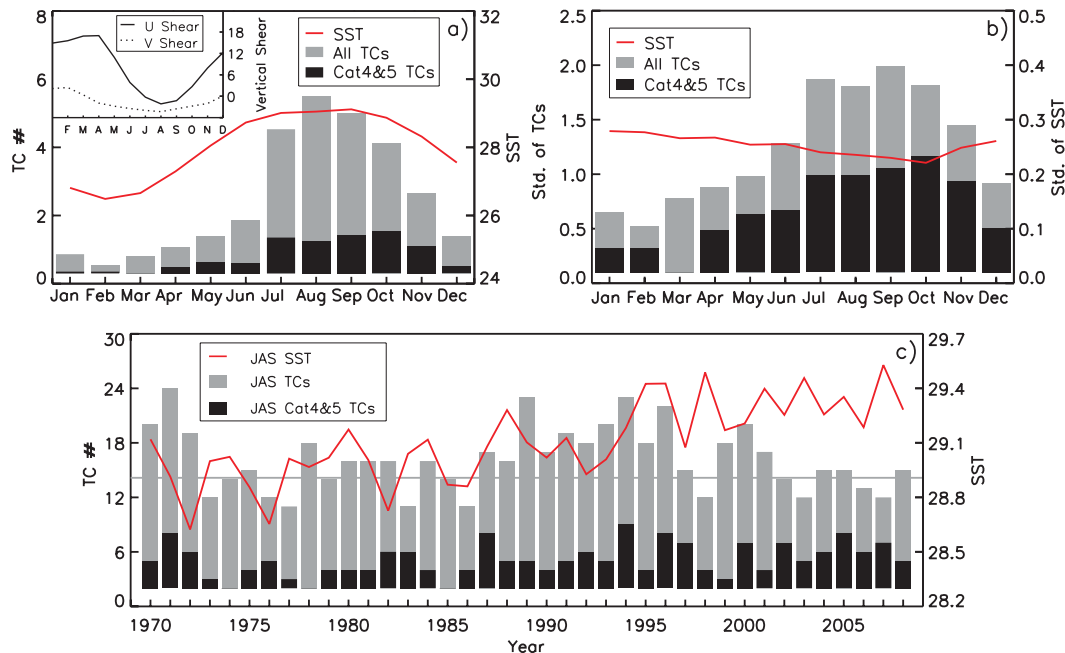 8
6
4
2
0
TC #
U Shear
V Shear
18
12
6
0
Vertical Shear
F M A M J J A S O N D
a)
SST
All TCs
Cat4&5 TCs
32
30
28
26
24
SST
Jan Feb Mar Apr May Jun Jul Aug Sep Oct Nov Dec
2.5
2.0
1.5
1.0
0.5
0.0
Std. of TCs
SST
All TCs
Cat4&5 TCs
b)
0.5
0.4
0.3
0.2
0.1
0.0
Std. of SST
Jan Feb Mar Apr May Jun Jul Aug Sep Oct Nov Dec
30
24
18
12
6
0
TC #
JAS SST
JAS TCs
JAS Cat4&5 TCs
c)
29.7
29.4
29.1
28.8
28.5
28.2
SST
1970 1975 1980 1985 1990 1995 2000 2005
Year